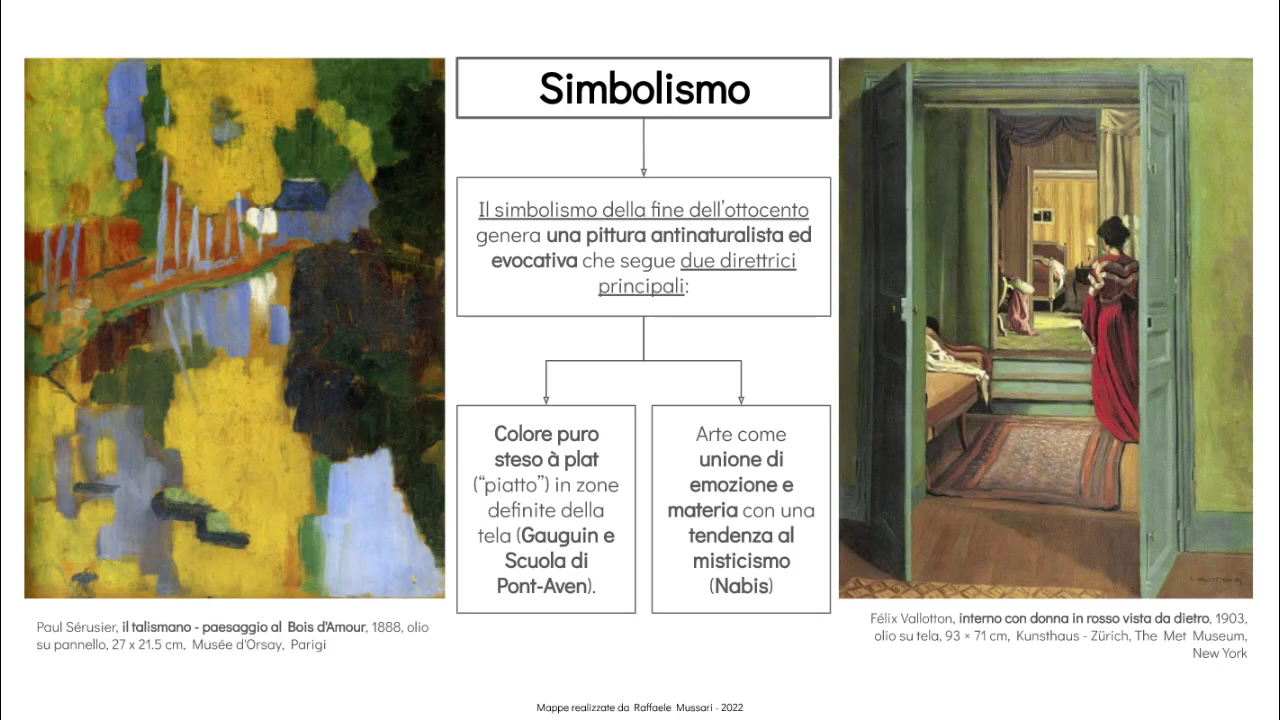 Simbolismo
Il simbolismo della fine dell'ottocento
genera una pittura antinaturalista ed
evocativa che segue due direttrici
principali:
Colore puro
steso à plat
("piatto") in zone
definite della
tela (Gauguin e
Scuola di
Pont-Aven).
Arte come
unione di
emozione e
materia con una
tendenza al
misticismo
(Nabis)
Paul Sérusier, il talismano - paesaggio al Bois d'Amour, 1888, olio
su pannello, 27 x 21.5 cm, Musée d'Orsay, Parigi
Félix Vallotton, interno con donna in rosso vista da dietro, 1903,
olio su tela, 93 × 71 cm, Kunsthaus - Zürich, The Met Museum,
New York
Mappe realizzate da Raffaele Mussari - 2022